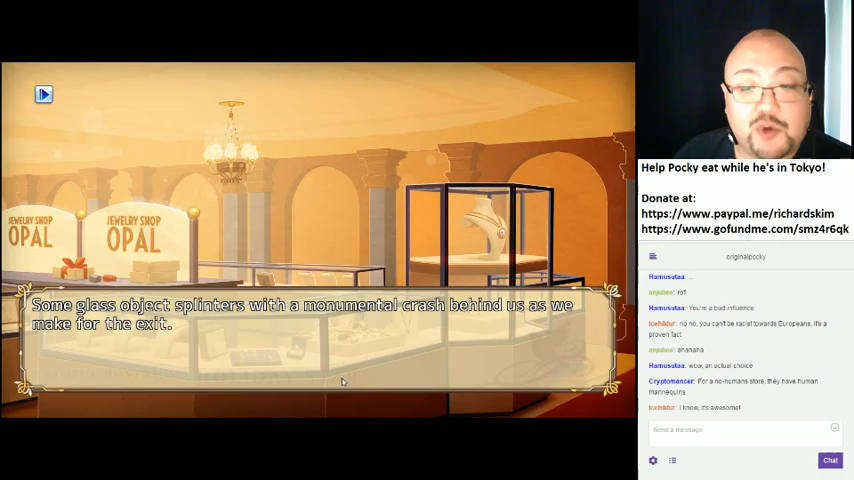 JEWELRY SHOP
OPAL
JEWELRY SHOP
OPAL
Some glass object splinters with a monumental crash behind us as we
make for the exit.
Help Pocky eat while he's in Tokyo!
Donate at:
https://www.paypal.me/richardskim
https://www.gofundme.com/smz4r6qk
originalpocky
Hamusutaa: ...
anjubee: rofl
Hamusutaa: You're a bad influence
Icehildur: no no, you can't be racist towards Europeans, it's a
proven fact
anjubee: ahahaha
Hamusutaa: wow, an actual choice
Cryptomancer: For a no-humans store, they have human
mannequins
Icehildur: I know, it's awesome!
Send a message
Chat